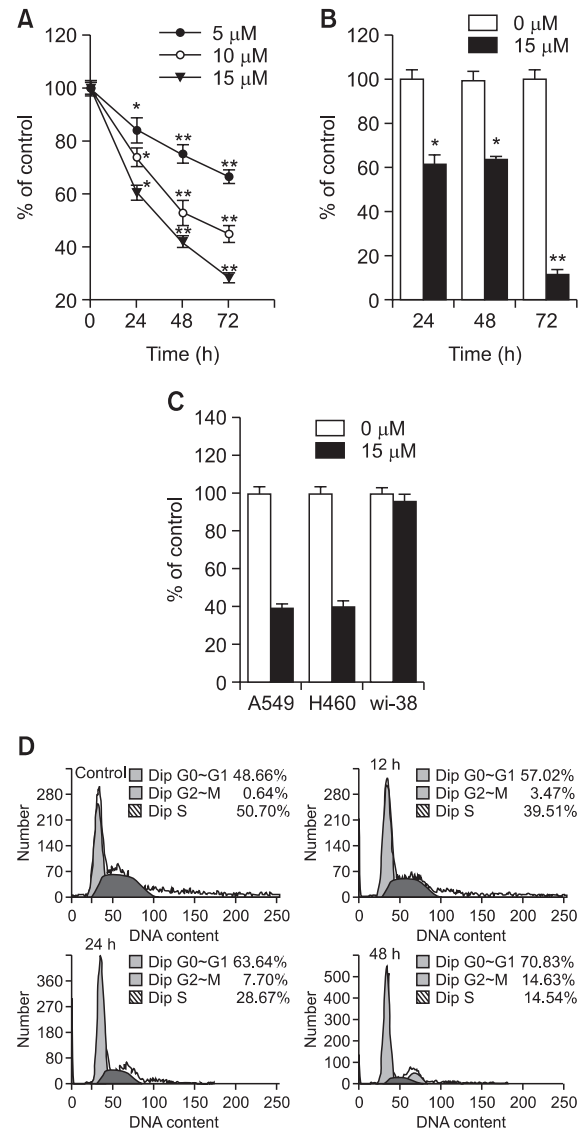 A
5 μM
10 μM
15 μM
120
100
80
60
40
20
% of control
*
**
**
*
**
**
*
**
**
0 24 48 72
Time (h)
B
0 μM
15 μM
120
100
80
60
40
20
0
% of control
*
*
**
24 48 72
Time (h)
C
0 μM
15 μM
140
120
100
80
60
40
20
0
% of control
A549 H460 wi-38
D
Control
Dip G0~G1 48.66%
Dip G2~M 0.64%
Dip S 50.70%
Number
280
210
140
70
0
0 50 100 150 200 250
DNA content
12 h
Dip G0~G1 57.02%
Dip G2~M 3.47%
Dip S 39.51%
Number
280
210
140
70
0
0 50 100 150 200 250
DNA content
24 h
Dip G0~G1 63.64%
Dip G2~M 7.70%
Dip S 28.67%
Number
360
270
180
80
0
0 50 100 150 200 250
DNA content
48 h
Dip G0~G1 70.83%
Dip G2~M 14.63%
Dip S 14.54%
Number
500
400
300
200
100
0
0 50 100 150 200 250
DNA content